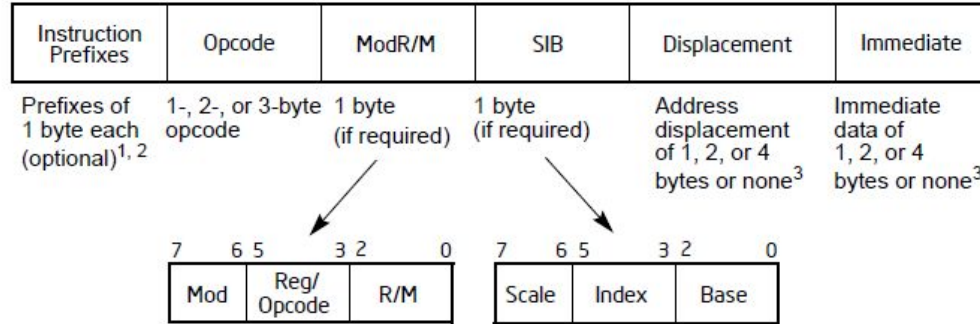 Instruction Prefixes
Opcode
ModR/M
SIB
Displacement
Immediate
Prefixes of
1 byte each
(optional)1, 2
1-, 2-, or 3-byte
opcode
1 byte
(if required)
1 byte
(if required)
Address
displacement
of 1, 2, or 4
bytes or none3
Immediate
data of
1, 2, or 4
bytes or none3
7 6 5 3 2 0
Mod
Reg/
Opcode
R/M
7 6 5 3 2 0
Scale
Index
Base